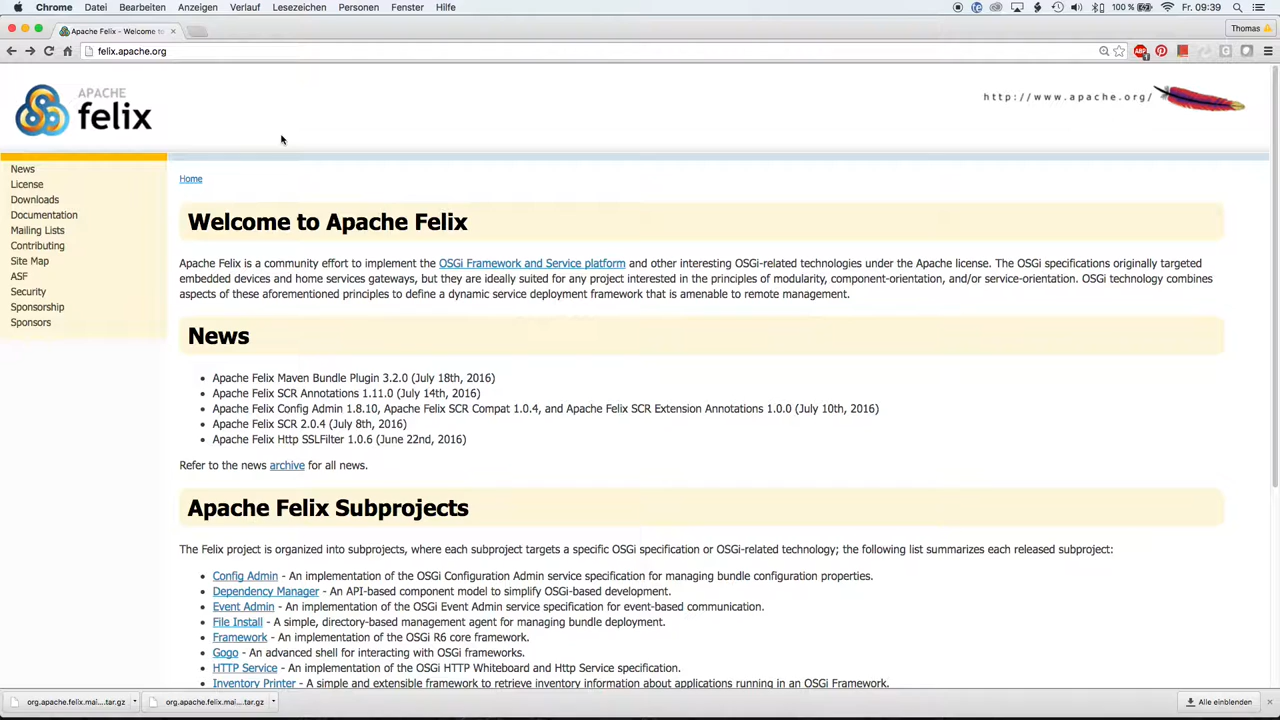 Chrome Datei Bearbeiten Anzeigen Verlauf Lesezeichen Personen Fenster Hilfe 100 % Fr. 09:39
Apache Felix - Welcome to
Thomas
felix.apache.org
APACHE
felix
http://www.apache.org/
News
License
Downloads
Documentation
Mailing Lists
Contributing
Site Map
ASF
Security
Sponsorship
Sponsors
Home
Welcome to Apache Felix
Apache Felix is a community effort to implement the OSGi Framework and Service platform and other interesting OSGi-related technologies under the Apache license. The OSGi specifications originally targeted
embedded devices and home services gateways, but they are ideally suited for any project interested in the principles of modularity, component-orientation, and/or service-orientation. OSGi technology combines
aspects of these aforementioned principles to define a dynamic service deployment framework that is amenable to remote management.
News
• Apache Felix Maven Bundle Plugin 3.2.0 (July 18th, 2016)
• Apache Felix SCR Annotations 1.11.0 (July 14th, 2016)
• Apache Felix Config Admin 1.8.10, Apache Felix SCR Compat 1.0.4, and Apache Felix SCR Extension Annotations 1.0.0 (July 10th, 2016)
• Apache Felix SCR 2.0.4 (July 8th, 2016)
• Apache Felix Http SSLFilter 1.0.6 (June 22nd, 2016)
Refer to the news archive for all news.
Apache Felix Subprojects
The Felix project is organized into subprojects, where each subproject targets a specific OSGi specification or OSGi-related technology; the following list summarizes each released subproject:
• Config Admin - An implementation of the OSGi Configuration Admin service specification for managing bundle configuration properties.
• Dependency Manager - An API-based component model to simplify OSGi-based development.
• Event Admin - An implementation of the OSGi Event Admin service specification for event-based communication.
• File Install - A simple, directory-based management agent for managing bundle deployment.
• Framework - An implementation of the OSGi R6 core framework.
• Gogo - An advanced shell for interacting with OSGi frameworks.
• HTTP Service - An implementation of the OSGi HTTP Whiteboard and Http Service specification.
• Inventory Printer - A simple and extensible framework to retrieve inventory information about applications running in an OSGi Framework.
org.apache.felix.mai....tar.gz org.apache.felix.mai....tar.gz Alle einblenden